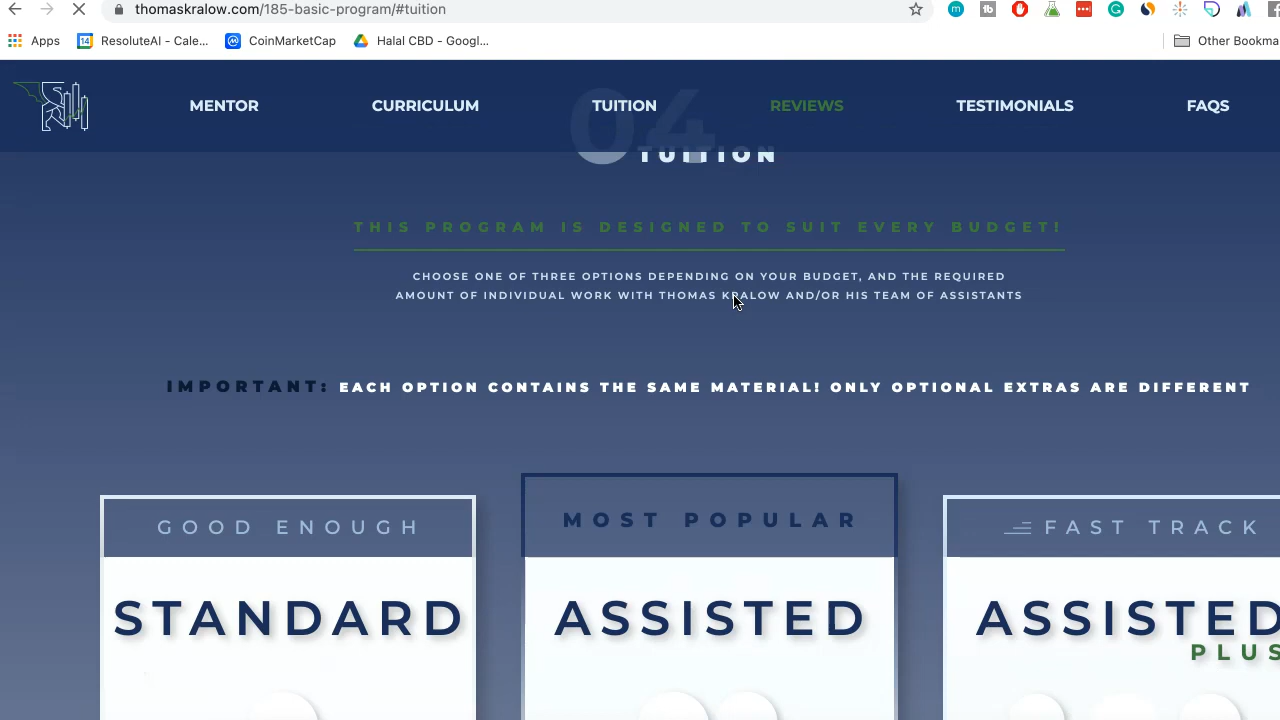 thomaskralow.com/185-basic-program/#tuition
Apps
14
ResoluteAI - Cale...
CoinMarketCap
Halal CBD - Googl...
Other Bookma
MENTOR
CURRICULUM
TUITION
REVIEWS
TESTIMONIALS
FAQS
04
TUITION
THIS PROGRAM IS DESIGNED TO SUIT EVERY BUDGET!
CHOOSE ONE OF THREE OPTIONS DEPENDING ON YOUR BUDGET, AND THE REQUIRED
AMOUNT OF INDIVIDUAL WORK WITH THOMAS KRALOW AND/OR HIS TEAM OF ASSISTANTS
IMPORTANT: EACH OPTION CONTAINS THE SAME MATERIAL! ONLY OPTIONAL EXTRAS ARE DIFFERENT
GOOD ENOUGH
MOST POPULAR
FAST TRACK
STANDARD
ASSISTED
ASSISTED
PLUS